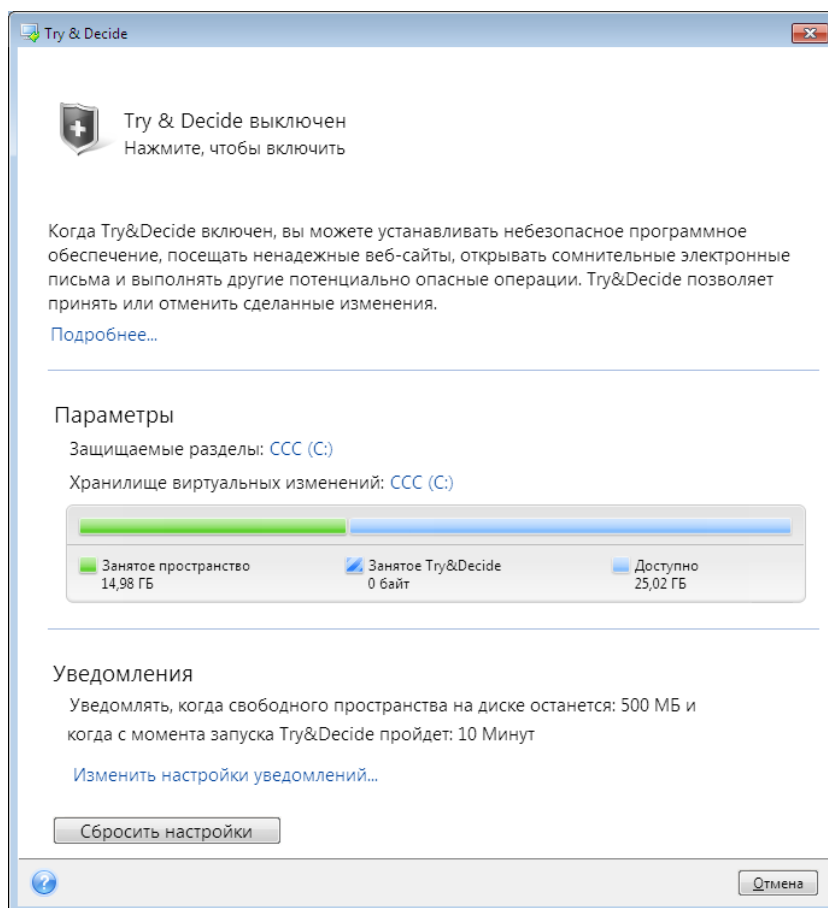 Try & Decide
Try & Decide выключен
Нажмите, чтобы включить
Когда Try&Decide включен, вы можете устанавливать небезопасное программное
обеспечение, посещать ненадежные веб-сайты, открывать сомнительные электронные
письма и выполнять другие потенциально опасные операции. Try&Decide позволяет
принять или отменить сделанные изменения.
Подробнее...
Параметры
Защищаемые разделы: ССС (C:)
Хранилище виртуальных изменений: ССС (C:)
Занятое пространство Занятое Try&Decide Доступно
14,98 ГБ 0 байт 25,02 ГБ
Уведомления
Уведомлять, когда свободного пространства на диске останется: 500 МБ и
когда с момента запуска Try&Decide пройдет: 10 Минут
Изменить настройки уведомлений...
Сбросить настройки
Отмена